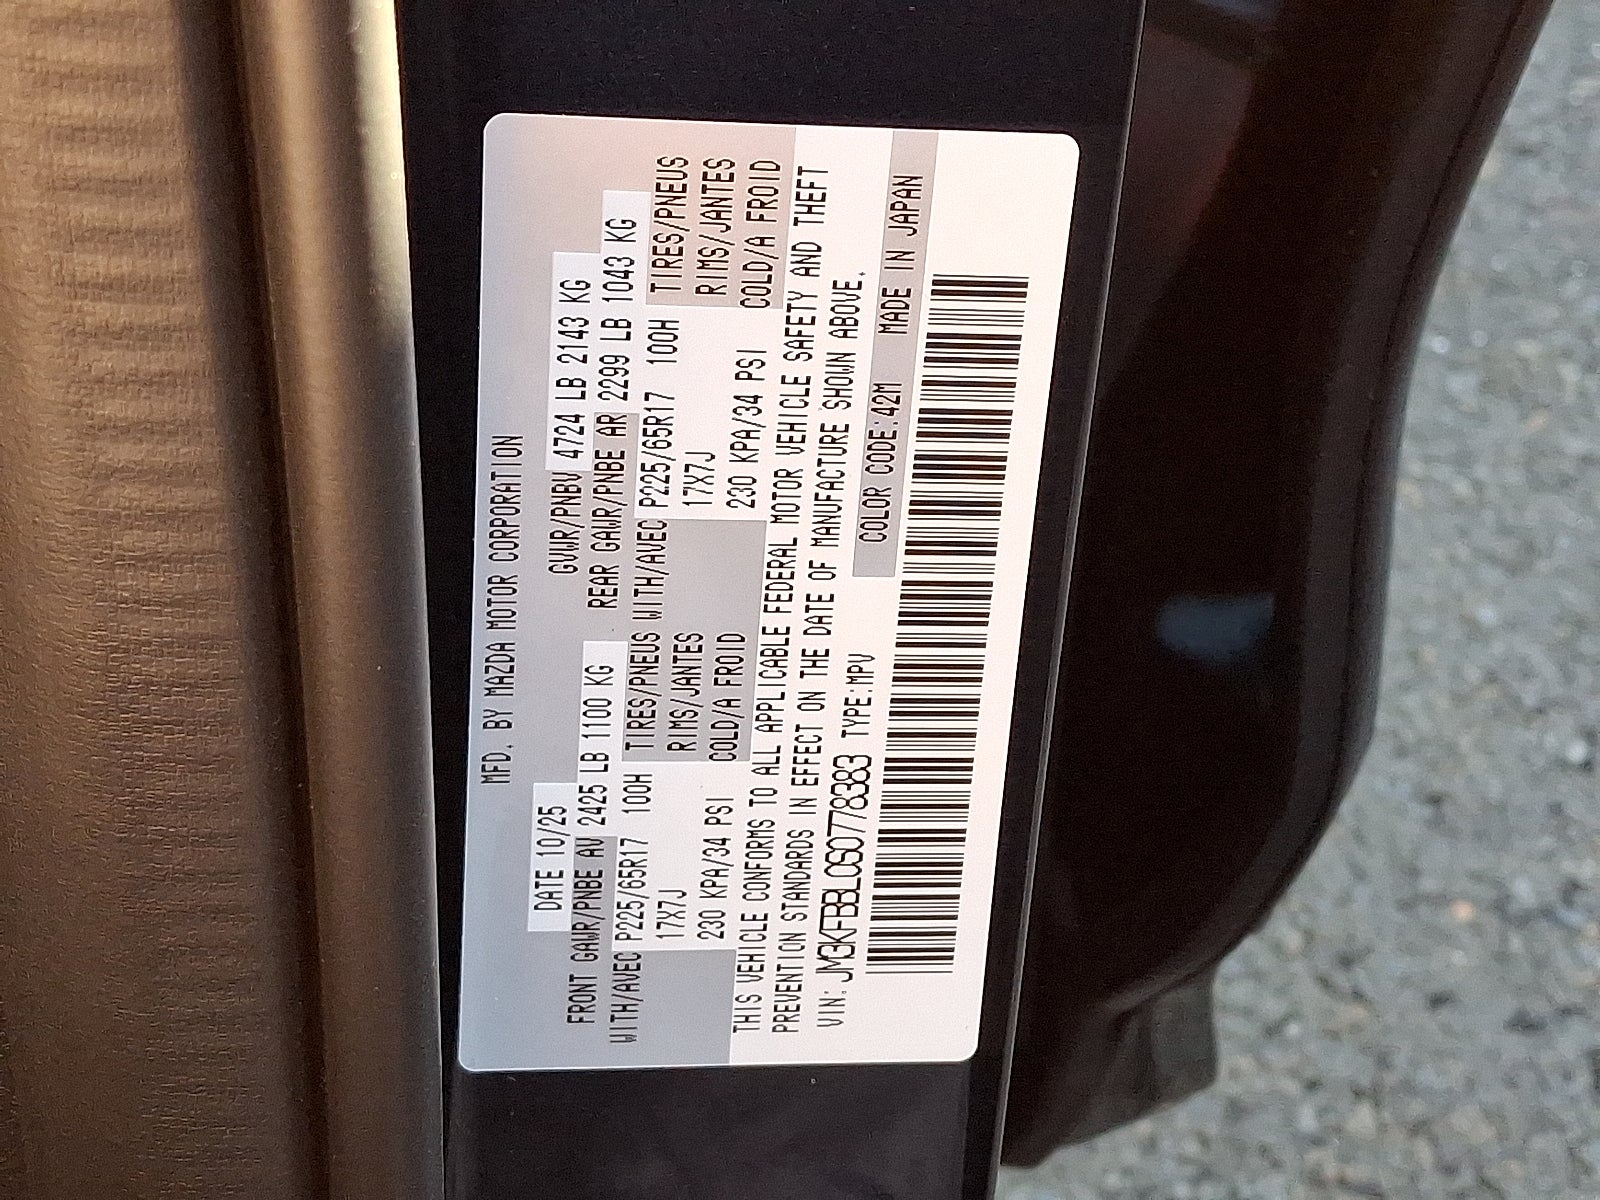 MFD. BY MAZDA MOTOR CORPORATION
DATE 10/25 GVWR/PNBV 4724 LB 2143 KG
FRONT GAWR/PNBE AV 2425 LB 1100 KG REAR GAWR/PNBE AR 2299 LB 1043 KG
WITH/AVEC P225/65R17 100H TIRES/PNEUS WITH/AVEC P225/65R17 100H TIRES/PNEUS
17X7J RIMS/JANTES 17X7J RIMS/JANTES
230 KPA/34 PSI COLD/A FROID 230 KPA/34 PSI COLD/A FROID
THIS VEHICLE CONFORMS TO ALL APPLICABLE FEDERAL MOTOR VEHICLE SAFETY AND THEFT
PREVENTION STANDARDS IN EFFECT ON THE DATE OF MANUFACTURE SHOWN ABOVE.
VIN: JM3KFBBL0S0778383 TYPE:MPV COLOR CODE:42M MADE IN JAPAN